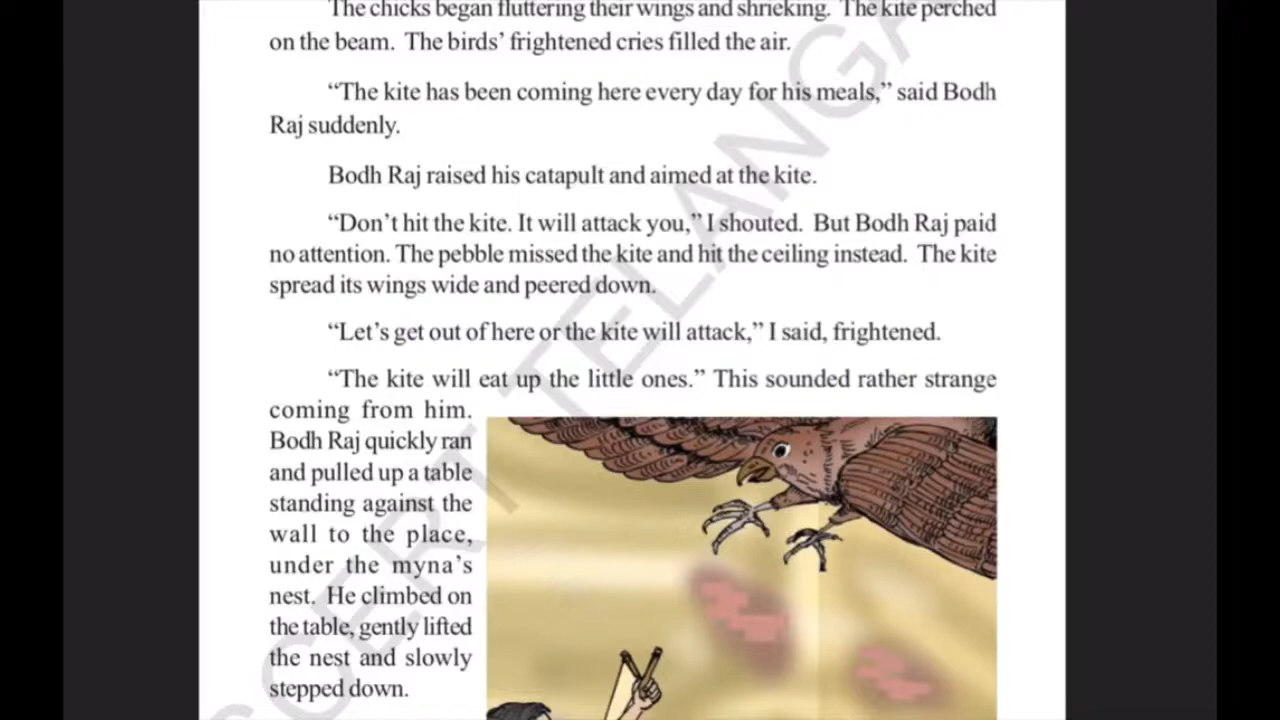 The chicks began fluttering their wings and shrieking. The kite perched
on the beam. The birds’ frightened cries filled the air.
“The kite has been coming here every day for his meals,” said Bodh
Raj suddenly.
Bodh Raj raised his catapult and aimed at the kite.
“Don’t hit the kite. It will attack you,” I shouted. But Bodh Raj paid
no attention. The pebble missed the kite and hit the ceiling instead. The kite
spread its wings wide and peered down.
“Let’s get out of here or the kite will attack,” I said, frightened.
“The kite will eat up the little ones.” This sounded rather strange
coming from him.
Bodh Raj quickly ran
and pulled up a table
standing against the
wall to the place,
under the myna’s
nest. He climbed on
the table, gently lifted
the nest and slowly
stepped down.
SCERT TELANGA